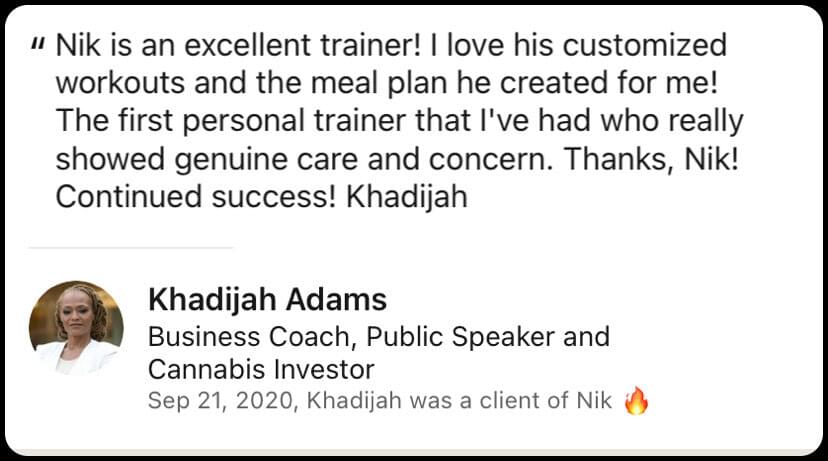 " Nik is an excellent trainer! I love his customized
workouts and the meal plan he created for me!
The first personal trainer that I've had who really
showed genuine care and concern. Thanks, Nik!
Continued success! Khadijah
Khadijah Adams
Business Coach, Public Speaker and
Cannabis Investor
Sep 21, 2020, Khadijah was a client of Nik 🔥